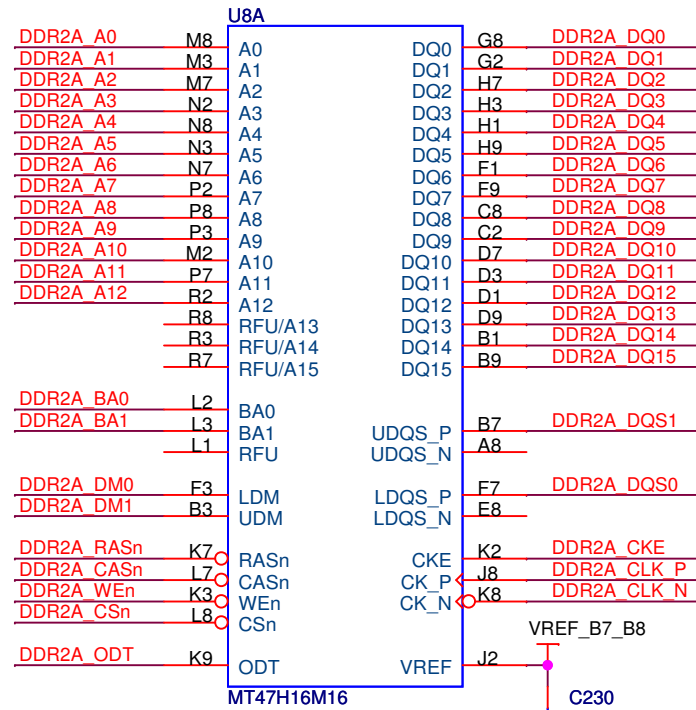 U8A
DDR2A_A0 M8 A0 DQ0 G8 DDR2A_DQ0
DDR2A_A1 M3 A1 DQ1 G2 DDR2A_DQ1
DDR2A_A2 M7 A2 DQ2 H7 DDR2A_DQ2
DDR2A_A3 N2 A3 DQ3 H3 DDR2A_DQ3
DDR2A_A4 N8 A4 DQ4 H1 DDR2A_DQ4
DDR2A_A5 N3 A5 DQ5 H9 DDR2A_DQ5
DDR2A_A6 N7 A6 DQ6 F1 DDR2A_DQ6
DDR2A_A7 P2 A7 DQ7 F9 DDR2A_DQ7
DDR2A_A8 P8 A8 DQ8 C8 DDR2A_DQ8
DDR2A_A9 P3 A9 DQ9 C2 DDR2A_DQ9
DDR2A_A10 M2 A10 DQ10 D7 DDR2A_DQ10
DDR2A_A11 P7 A11 DQ11 D3 DDR2A_DQ11
DDR2A_A12 R2 A12 DQ12 D1 DDR2A_DQ12
R8 RFU/A13 DQ13 D9 DDR2A_DQ13
R3 RFU/A14 DQ14 B1 DDR2A_DQ14
R7 RFU/A15 DQ15 B9 DDR2A_DQ15
DDR2A_BA0 L2 BA0
DDR2A_BA1 L3 BA1 UDQS_P B7 DDR2A_DQS1
L1 RFU UDQS_N A8
DDR2A_DM0 F3 LDM LDQS_P F7 DDR2A_DQS0
DDR2A_DM1 B3 UDM LDQS_N E8
DDR2A_RASn K7 RASn CKE K2 DDR2A_CKE
DDR2A_CASn L7 CASn CK_P J8 DDR2A_CLK_P
DDR2A_WEn K3 WEn CK_N K8 DDR2A_CLK_N
DDR2A_CSn L8 CSn
VREF_B7_B8
DDR2A_ODT K9 ODT VREF J2
MT47H16M16 C230